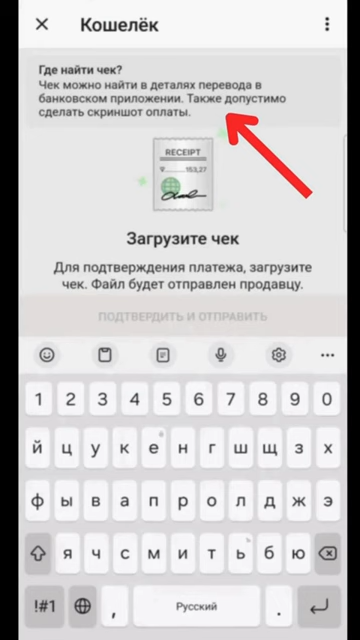 Кошелёк
Где найти чек?
Чек можно найти в деталях перевода в
банковском приложении. Также допустимо
сделать скриншот оплаты.
RECEIPT
153,27
Загрузите чек
Для подтверждения платежа, загрузите
чек. Файл будет отправлен продавцу.
ПОДТВЕРДИТЬ И ОТПРАВИТЬ
1 2 3 4 5 6 7 8 9 0
й ц у к е н г ш щ з х
ё
ф ы в а п р о л д ж э
я ч с м и т ь б ю
ъ
!#1 , Русский .